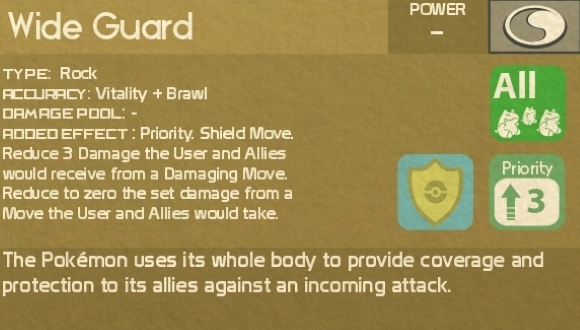 Wide Guard
POWER
–
TYPE: Rock
ACCURACY: Vitality + Brawl
DAMAGE POOL: -
ADDED EFFECT: Priority. Shield Move.
Reduce 3 Damage the User and Allies
would receive from a Damaging Move.
Reduce to zero the set damage from a
Move the User and Allies would take.
All
Priority
3
The Pokémon uses its whole body to provide coverage and
protection to its allies against an incoming attack.